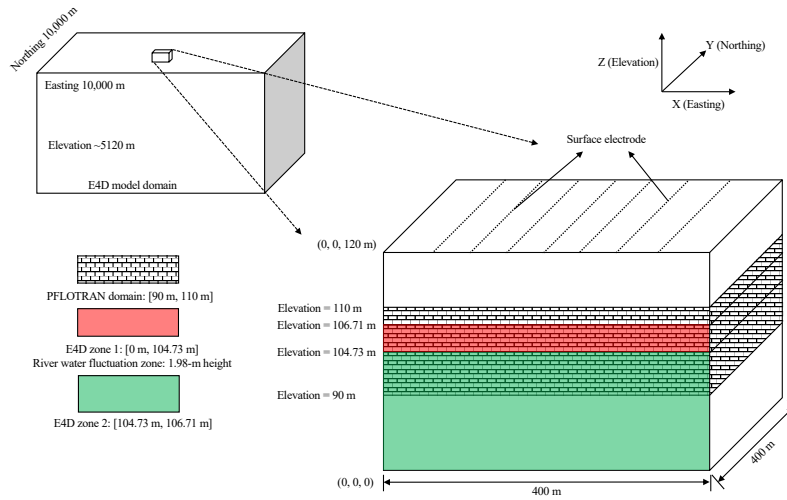 Northing 10,000 m
Easting 10,000 m
Elevation ~5120 m
E4D model domain
Z (Elevation)
Y (Northing)
X (Easting)
Surface electrode
(0, 0, 120 m)
PFLOTRAN domain: [90 m, 110 m]
E4D zone 1: [0 m, 104.73 m]
River water fluctuation zone: 1.98-m height
E4D zone 2: [104.73 m, 106.71 m]
Elevation = 110 m
Elevation = 106.71 m
Elevation = 104.73 m
Elevation = 90 m
(0, 0, 0)
400 m
400 m